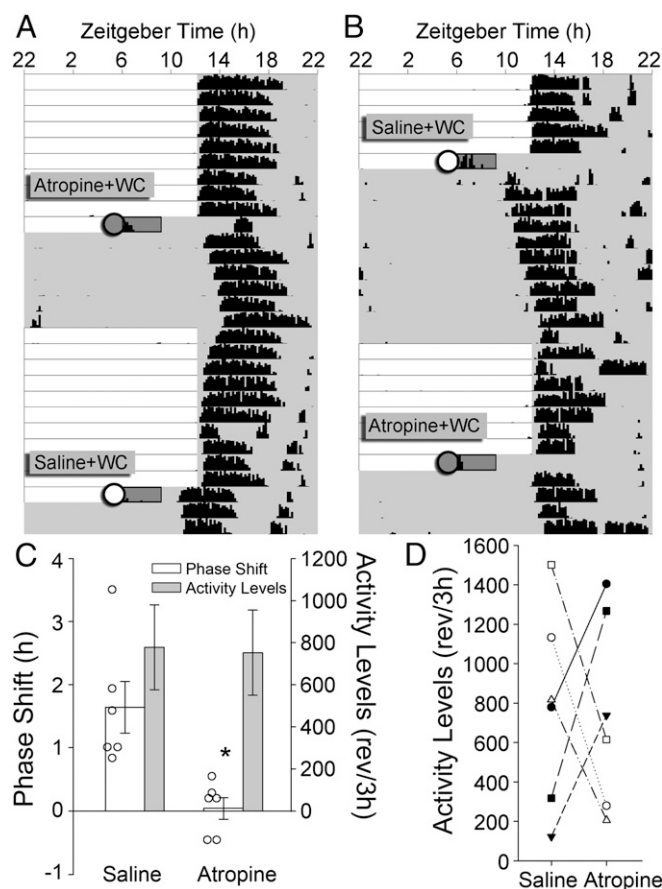 A
Zeitgeber Time (h)
22 2 6 10 14 18 22
Atropine+WC
Saline+WC
B
Zeitgeber Time (h)
22 2 6 10 14 18 22
Saline+WC
Atropine+WC
C
Phase Shift (h)
4
3
2
1
0
-1
Phase Shift
Activity Levels
*
1200
1000
800
600
400
200
0
Activity Levels (rev/3h)
Saline Atropine
D
Activity Levels (rev/3h)
1600
1400
1200
1000
800
600
400
200
0
Saline Atropine